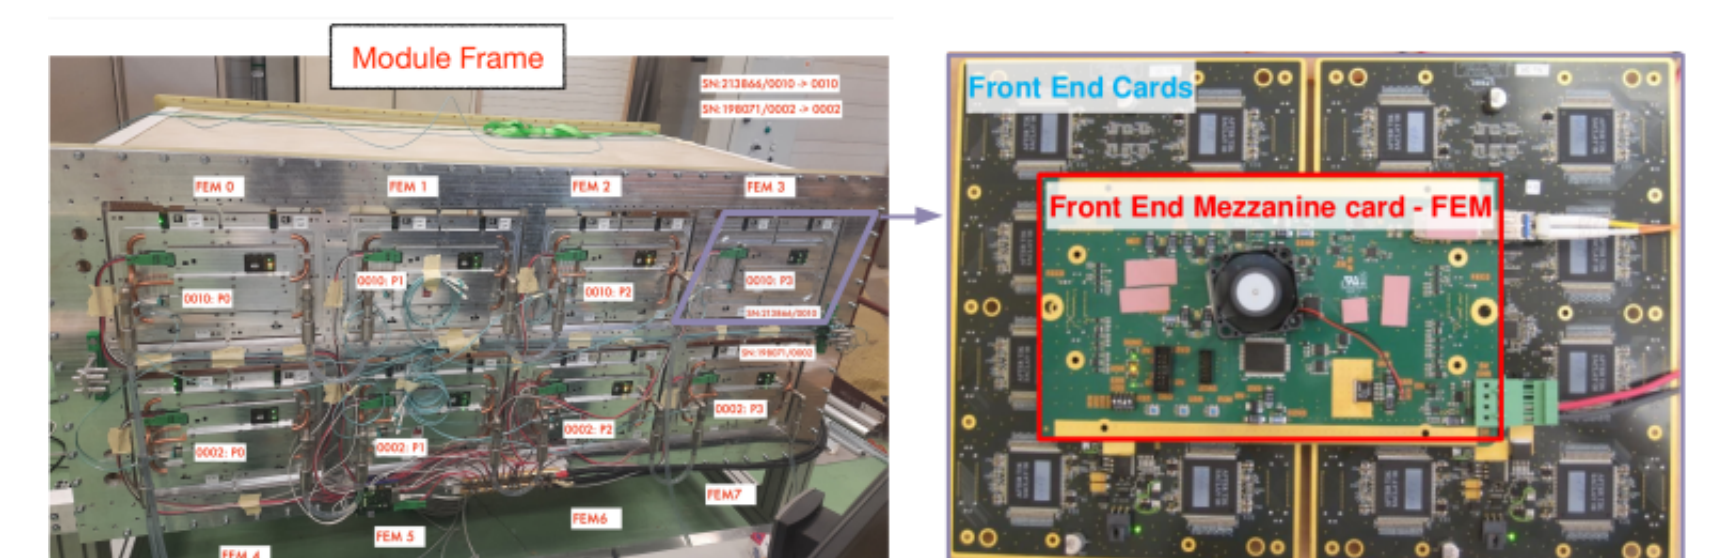 Module Frame
SN:213866/0010 -> 0010
SN:198071/0002 -> 0002
FEM 0
FEM 1
FEM 2
FEM 3
0010: P0
0010: P1
0010: P2
0010: P3
SN:213866/0010
SN:198071/0002
0002: P0
0002: P1
0002: P2
0002: P3
FEM 4
FEM 5
FEM6
FEM7
Front End Cards
Front End Mezzanine card - FEM